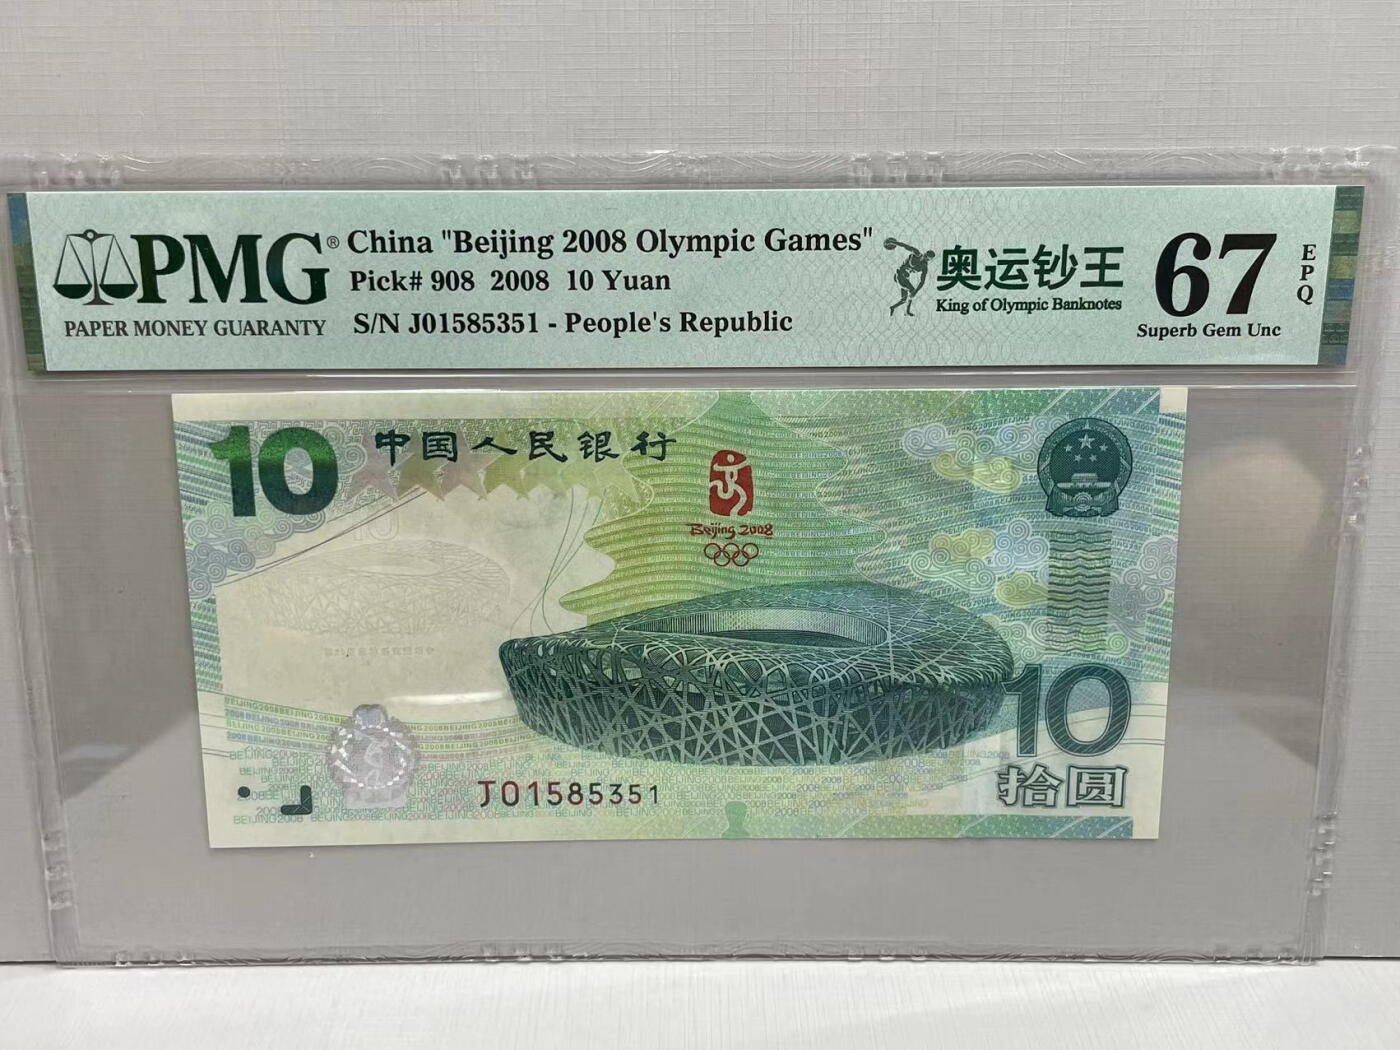 PMG®
PAPER MONEY GUARANTY
China "Beijing 2008 Olympic Games"
Pick# 908 2008 10 Yuan
S/N J01585351 - People's Republic
奥运钞王
King of Olympic Banknotes
67
EPQ
Superb Gem Unc
10
中国人民银行
Beijing 2008
10
拾圆
J01585351
BEIJING2008BEIJING2008BEIJING2008